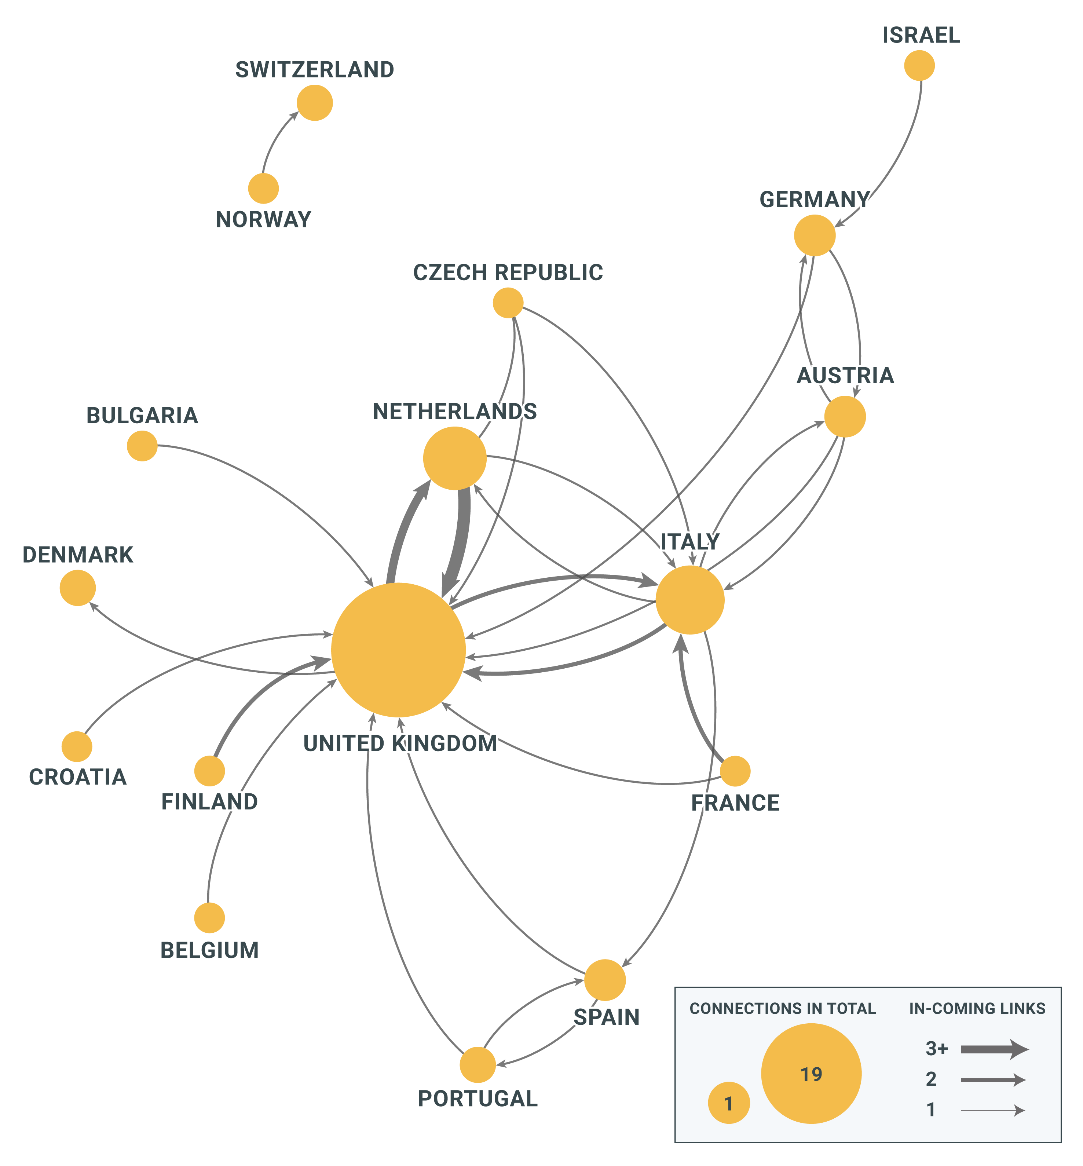 ISRAEL
SWITZERLAND
GERMANY
NORWAY
CZECH REPUBLIC
AUSTRIA
NETHERLANDS
BULGARIA
ITALY
DENMARK
UNITED KINGDOM
CROATIA
FINLAND
FRANCE
BELGIUM
SPAIN
PORTUGAL
CONNECTIONS IN TOTAL
1
19
IN-COMING LINKS
3+
2
1